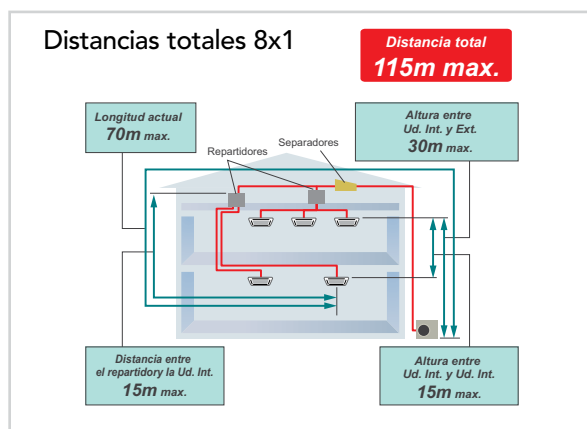 Distancias totales 8x1
Distancia total
115m max.
Longitud actual
70m max.
Repartidores
Separadores
Altura entre
Ud. Int. y Ext.
30m max.
Distancia entre
el repartidory la Ud. Int.
15m max.
Altura entre
Ud. Int. y Ud. Int.
15m max.